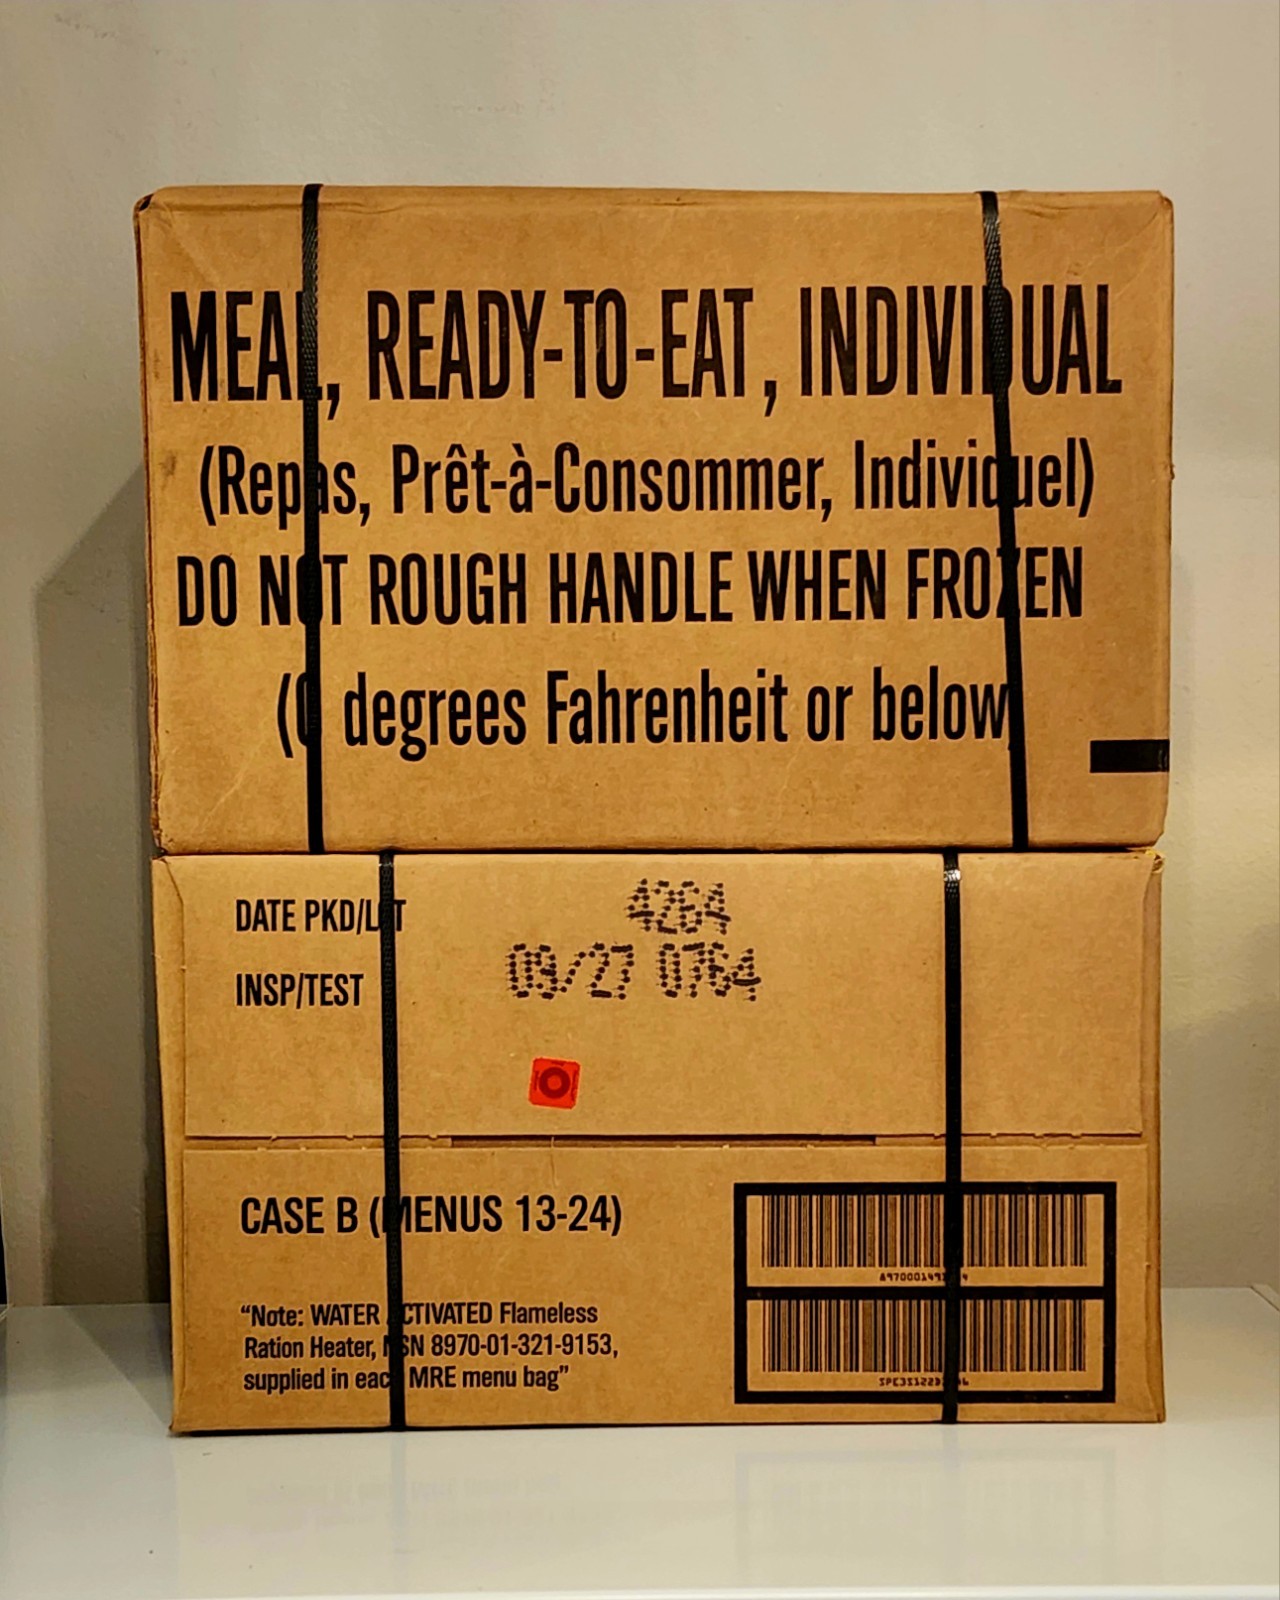 MEAL, READY-TO-EAT, INDIVIDUAL
(Repas, Prêt-à-Consommer, Individuel)
DO NOT ROUGH HANDLE WHEN FROZEN
(0 degrees Fahrenheit or below)
DATE PKD/LOT
4264
INSP/TEST
09/27 0764
CASE B (MENUS 13-24)
“Note: WATER ACTIVATED Flameless
Ration Heater, NSN 8970-01-321-9153,
supplied in each MRE menu bag”